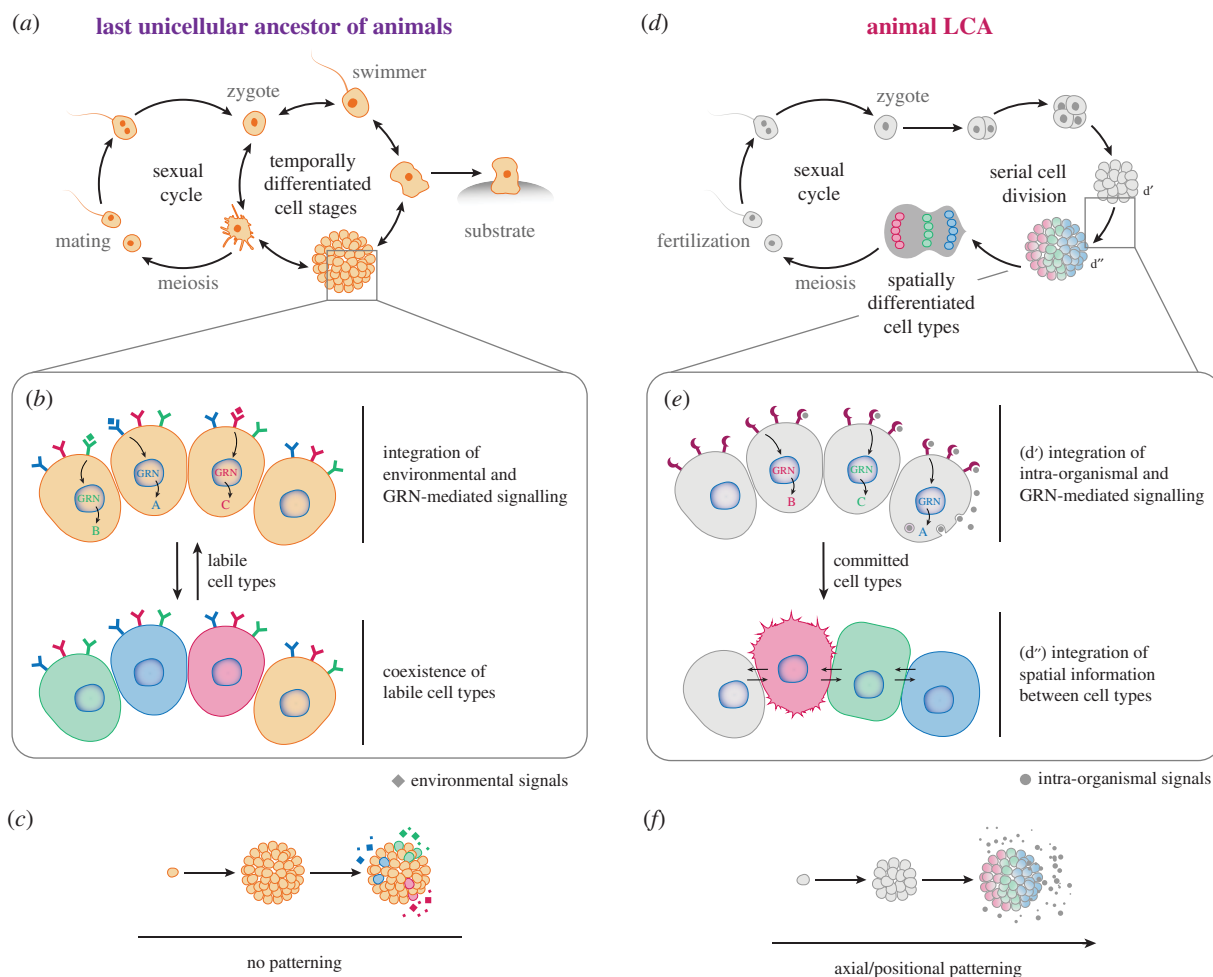 (a)
last unicellular ancestor of animals
swimmer
zygote
sexual
cycle
temporally
differentiated
cell stages
mating
meiosis
substrate
(b)
GRN
B
GRN
A
GRN
C
integration of
environmental and
GRN-mediated signalling
labile
cell types
coexistence of
labile cell types
environmental signals
(c)
no patterning
(d)
animal LCA
zygote
sexual
cycle
serial cell
division
d′
d″
fertilization
meiosis
spatially
differentiated
cell types
(e)
GRN
B
GRN
C
GRN
A
(d′) integration of
intra-organismal and
GRN-mediated signalling
committed
cell types
(d″) integration of
spatial information
between cell types
intra-organismal signals
(f)
axial/positional patterning